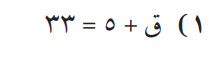 ١) ق + ٥ = ٣٣